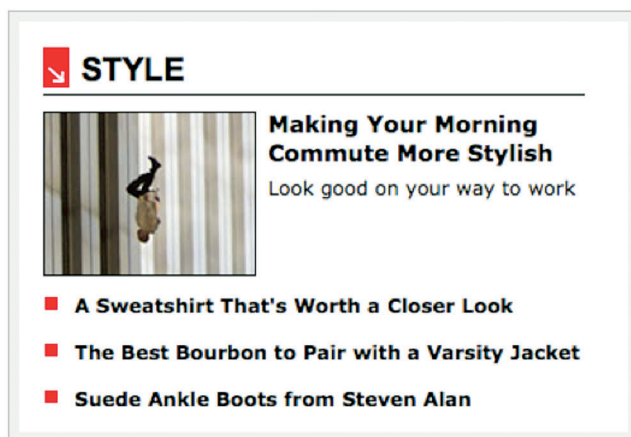 STYLE
Making Your Morning
Commute More Stylish
Look good on your way to work
A Sweatshirt That's Worth a Closer Look
The Best Bourbon to Pair with a Varsity Jacket
Suede Ankle Boots from Steven Alan